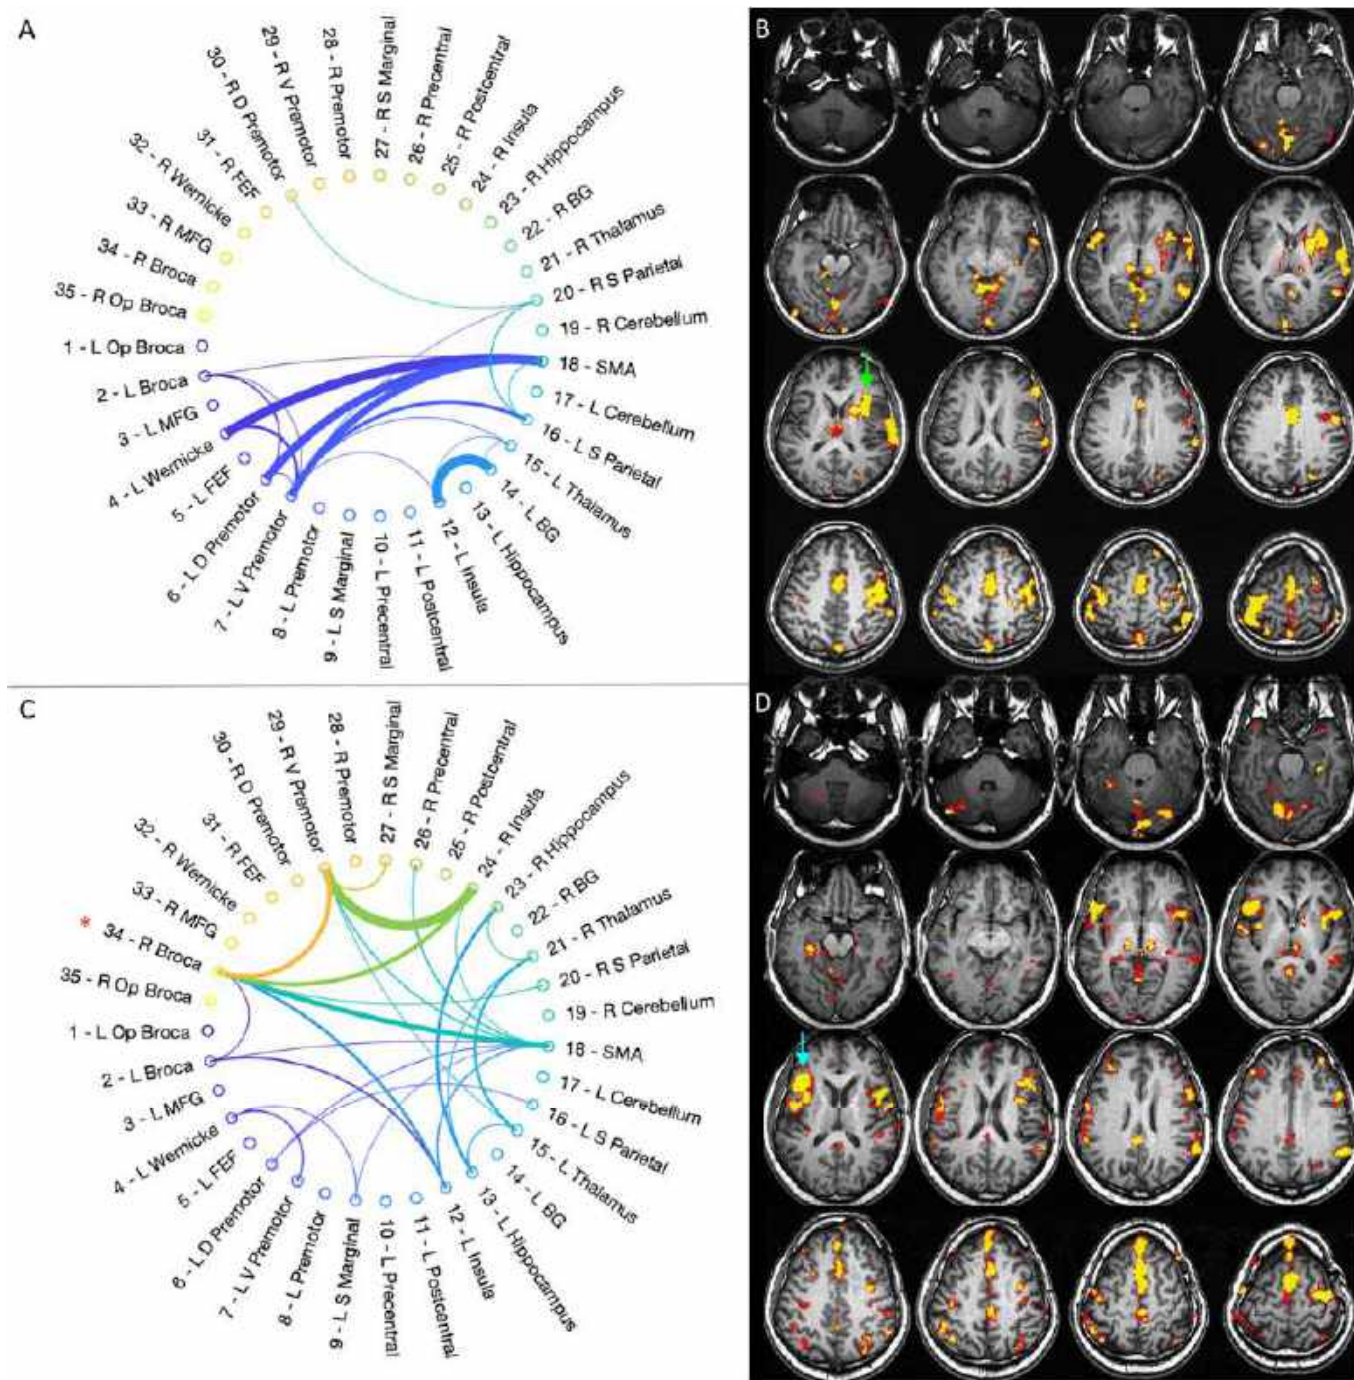 A
30 - R D Premotor
29 - R V Premotor
28 - R Premotor
27 - R S Marginal
26 - R Precentral
25 - R Postcentral
24 - R Insula
23 - R Hippocampus
22 - R BG
21 - R Thalamus
20 - R S Parietal
19 - R Cerebellum
18 - SMA
17 - L Cerebellum
16 - L S Parietal
15 - L Thalamus
14 - L BG
13 - L Hippocampus
12 - L Insula
11 - L Postcentral
10 - L Precentral
9 - L S Marginal
8 - L Premotor
7 - L V Premotor
6 - L D Premotor
5 - L FEF
4 - L Wernicke
3 - L MFG
2 - L Broca
1 - L Op Broca
35 - R Op Broca
34 - R Broca
33 - R MFG
32 - R Wernicke
31 - R FEF
B
C
30 - R D Premotor
29 - R V Premotor
28 - R Premotor
27 - R S Marginal
26 - R Precentral
25 - R Postcentral
24 - R Insula
23 - R Hippocampus
22 - R BG
21 - R Thalamus
20 - R S Parietal
19 - R Cerebellum
18 - SMA
17 - L Cerebellum
16 - L S Parietal
15 - L Thalamus
14 - L BG
13 - L Hippocampus
12 - L Insula
11 - L Postcentral
10 - L Precentral
9 - L S Marginal
8 - L Premotor
7 - L V Premotor
6 - L D Premotor
5 - L FEF
4 - L Wernicke
3 - L MFG
2 - L Broca
1 - L Op Broca
35 - R Op Broca
* 34 - R Broca
33 - R MFG
32 - R Wernicke
31 - R FEF
D